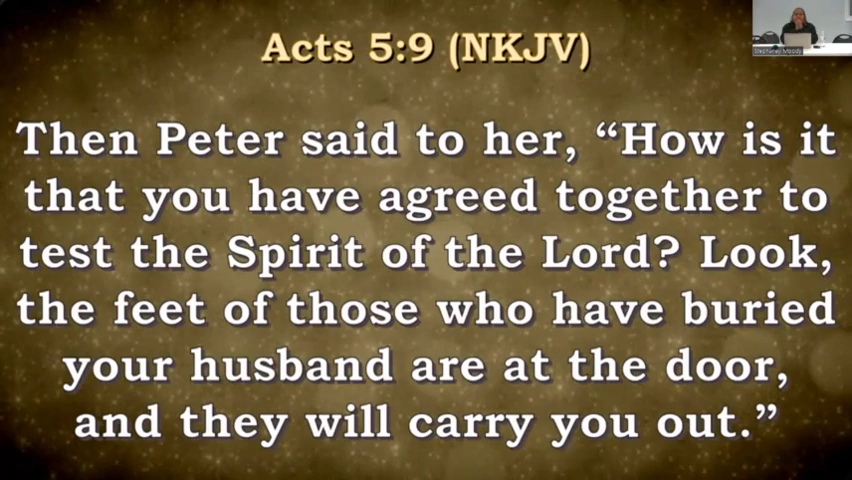 Acts 5:9 (NKJV)
Then Peter said to her, “How is it
that you have agreed together to
test the Spirit of the Lord? Look,
the feet of those who have buried
your husband are at the door,
and they will carry you out.”